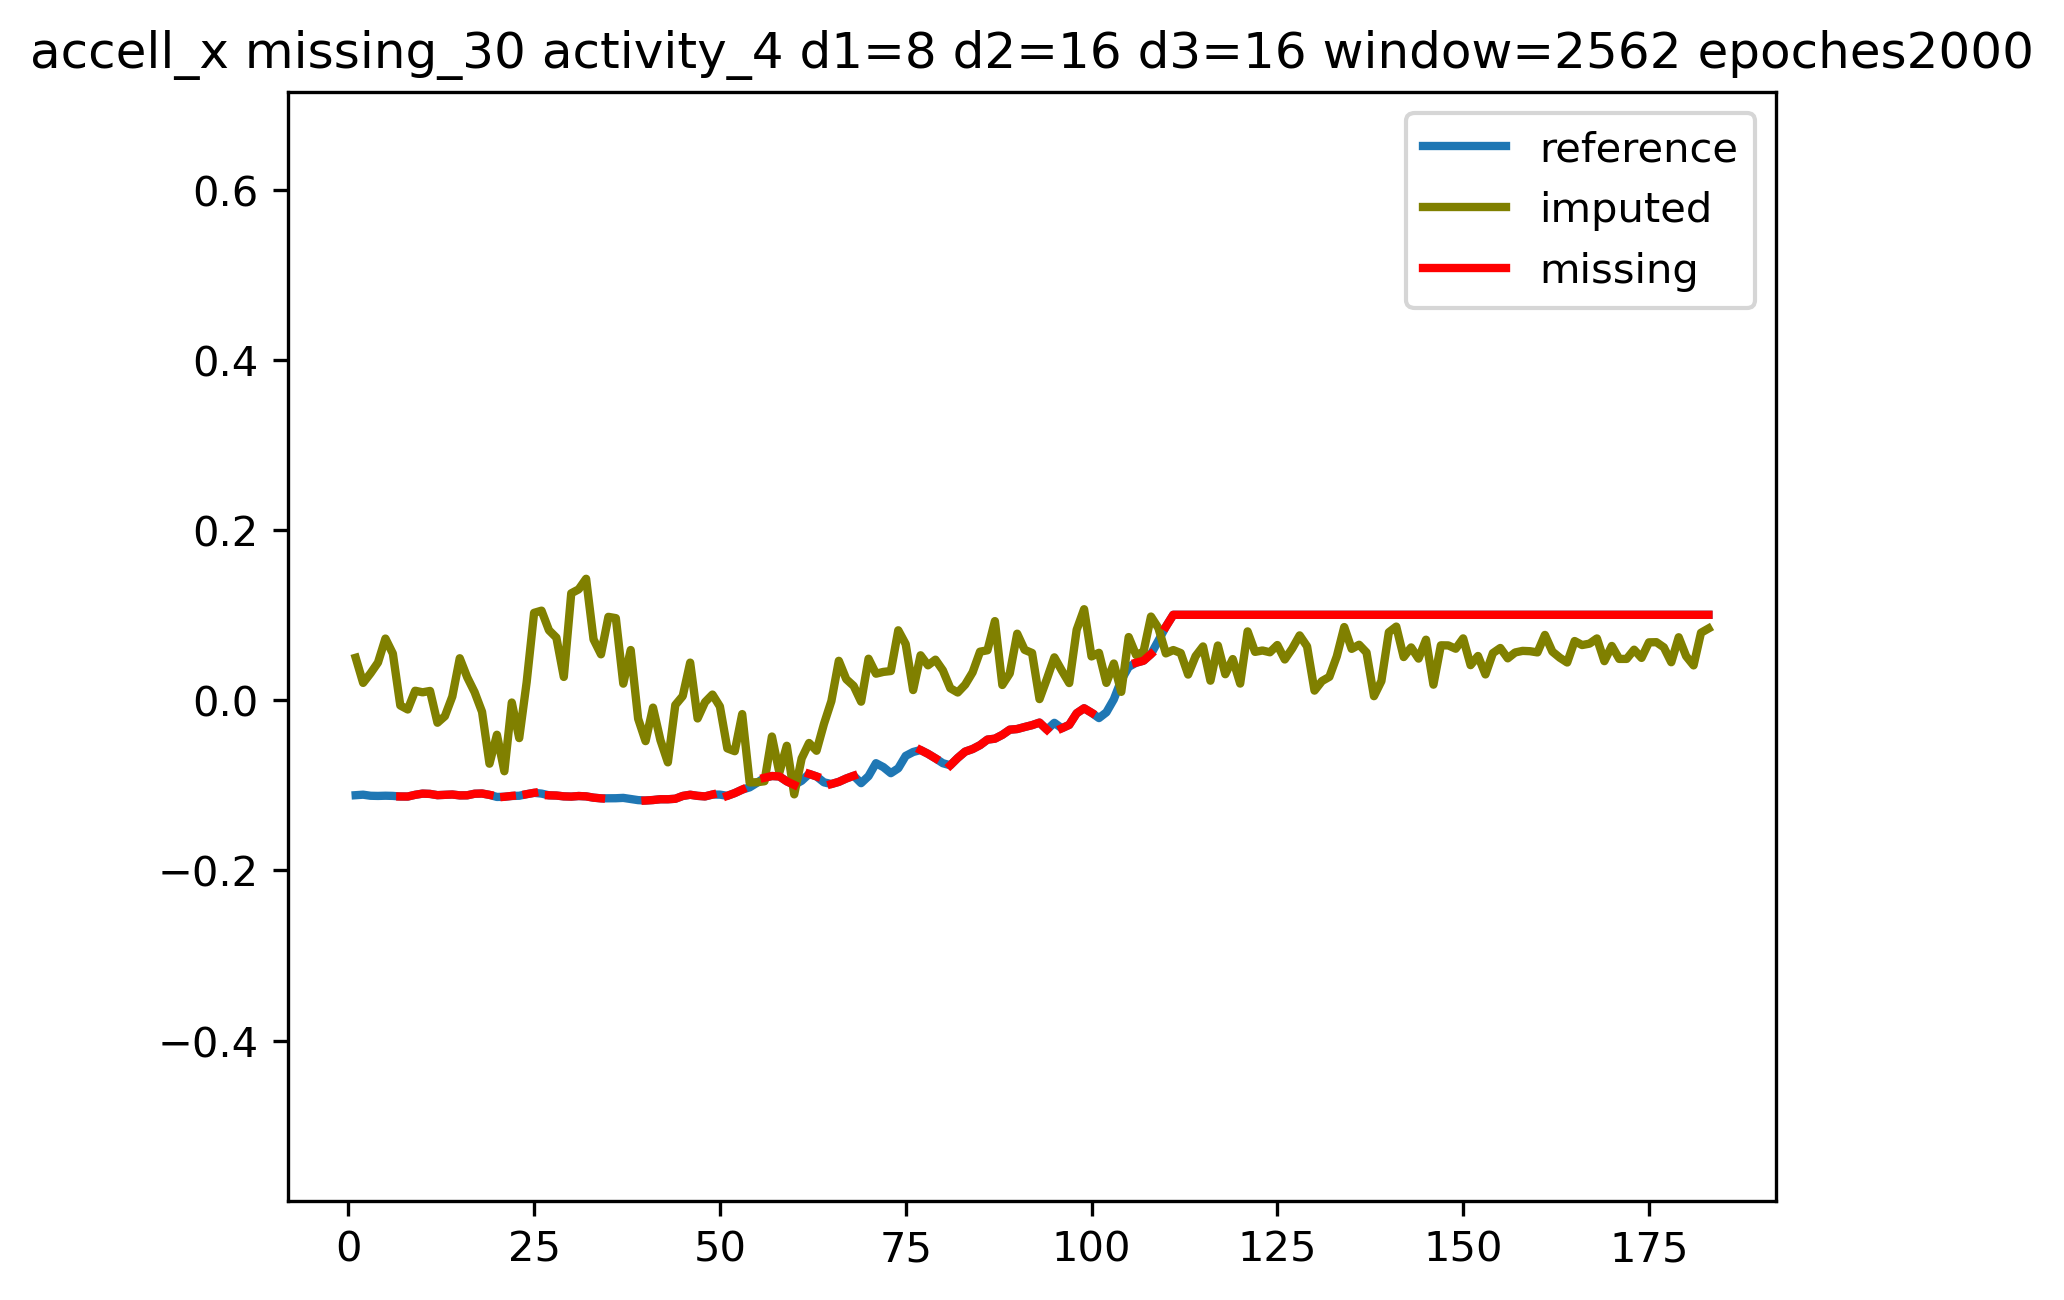 accell_x missing_30 activity_4 d1=8 d2=16 d3=16 window=2562 epoches2000
reference
imputed
missing
0.6
0.4
0.2
0.0
−0.2
−0.4
0 25 50 75 100 125 150 175